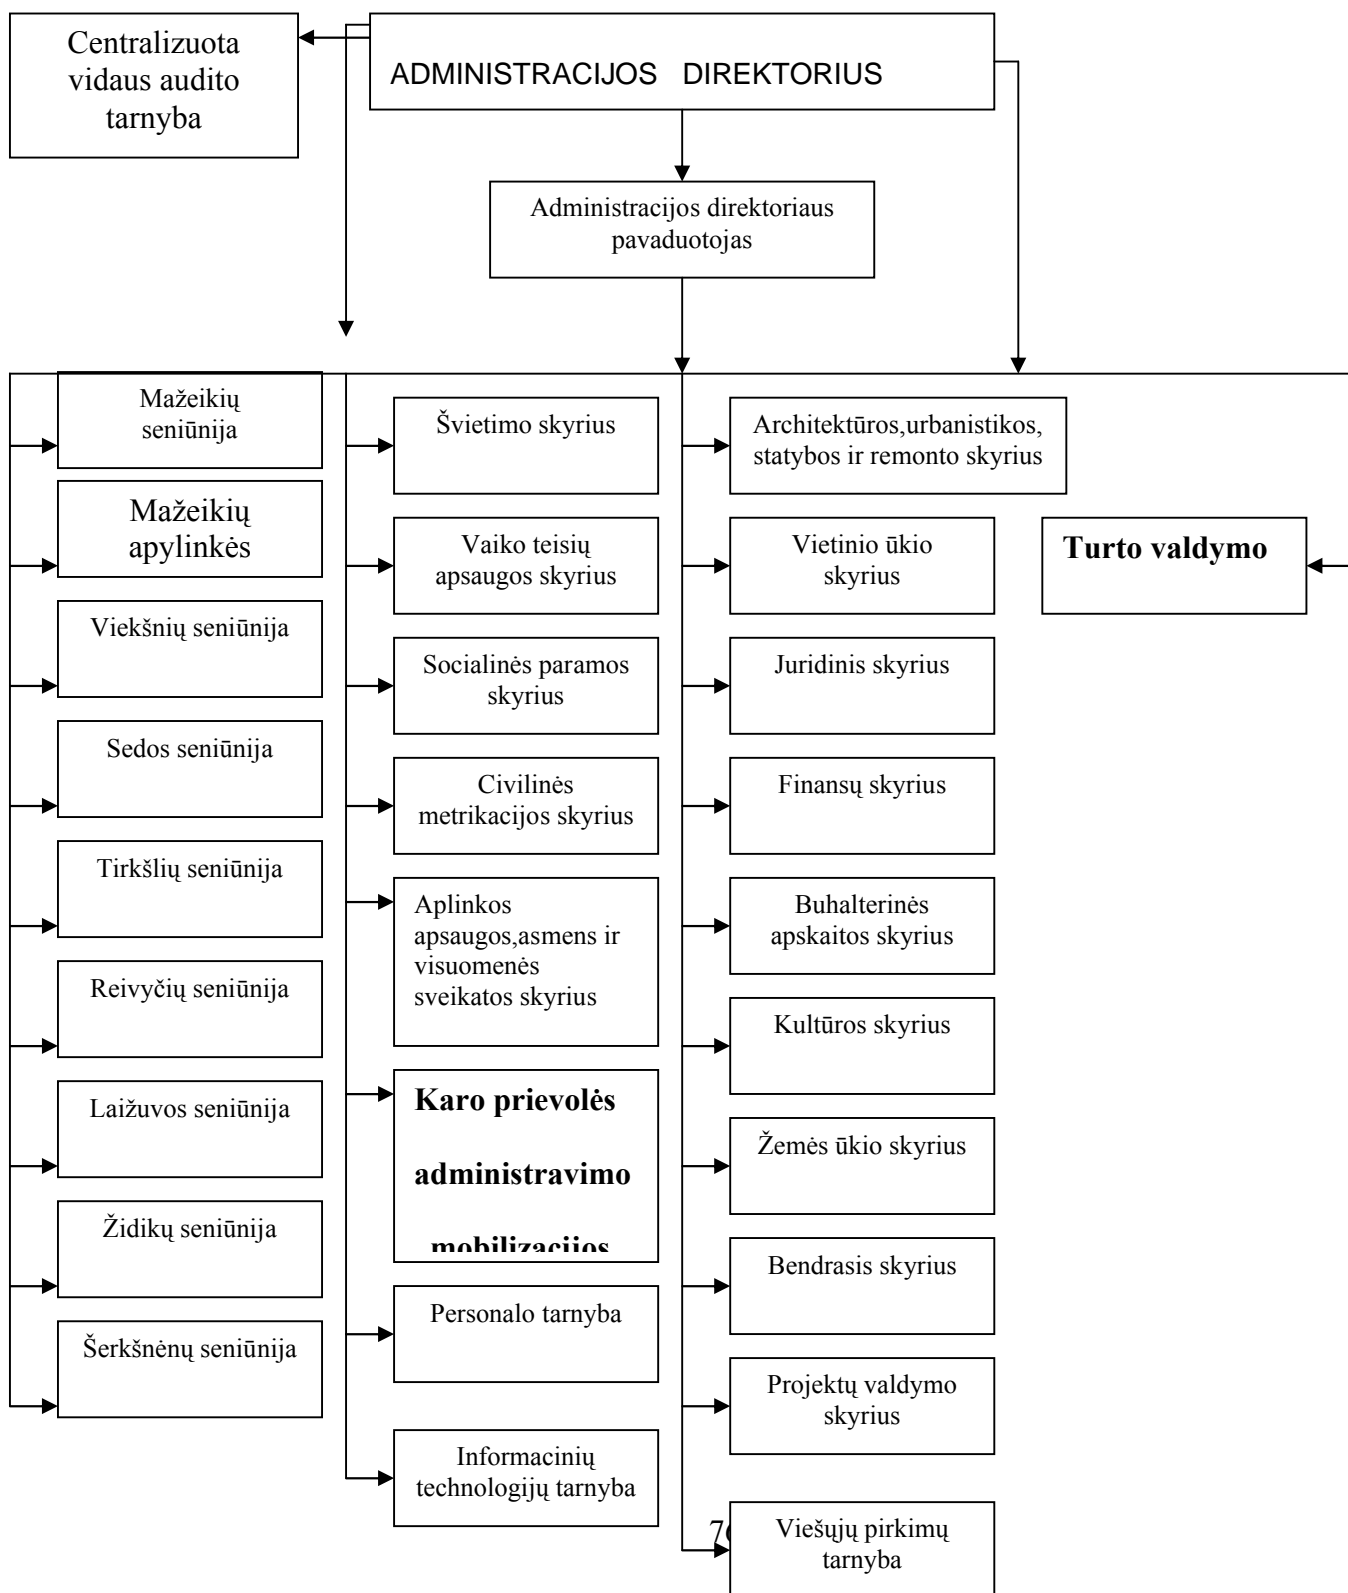 Centralizuota
vidaus audito
tarnyba
ADMINISTRACIJOS DIREKTORIUS
Administracijos direktoriaus
pavaduotojas
Mažeikių
seniūnija
Mažeikių
apylinkės
Viekšnių seniūnija
Sedos seniūnija
Tirkšlių seniūnija
Reivyčių seniūnija
Laižuvos seniūnija
Židikų seniūnija
Šerkšnėnų seniūnija
Švietimo skyrius
Vaiko teisių
apsaugos skyrius
Socialinės paramos
skyrius
Civilinės
metrikacijos skyrius
Aplinkos
apsaugos,asmens ir
visuomenės
sveikatos skyrius
Karo prievolės
administravimo
mobilizacijos
Personalo tarnyba
Informacinių
technologijų tarnyba
Architektūros,urbanistikos,
statybos ir remonto skyrius
Vietinio ūkio
skyrius
Juridinis skyrius
Finansų skyrius
Buhalterinės
apskaitos skyrius
Kultūros skyrius
Žemės ūkio skyrius
Bendrasis skyrius
Projektų valdymo
skyrius
Viešųjų pirkimų
tarnyba
Turto valdymo